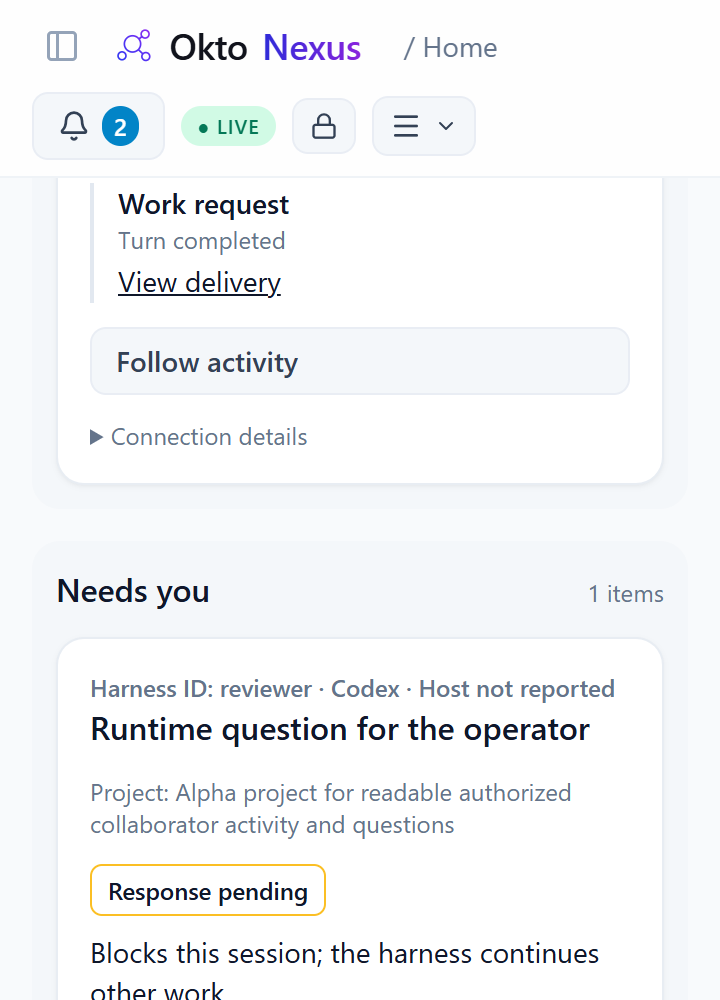 Okto Nexus / Home
2 ● LIVE
Work request
Turn completed
View delivery
Follow activity
▶ Connection details
Needs you 1 items
Harness ID: reviewer · Codex · Host not reported
Runtime question for the operator
Project: Alpha project for readable authorized
collaborator activity and questions
Response pending
Blocks this session; the harness continues
other work